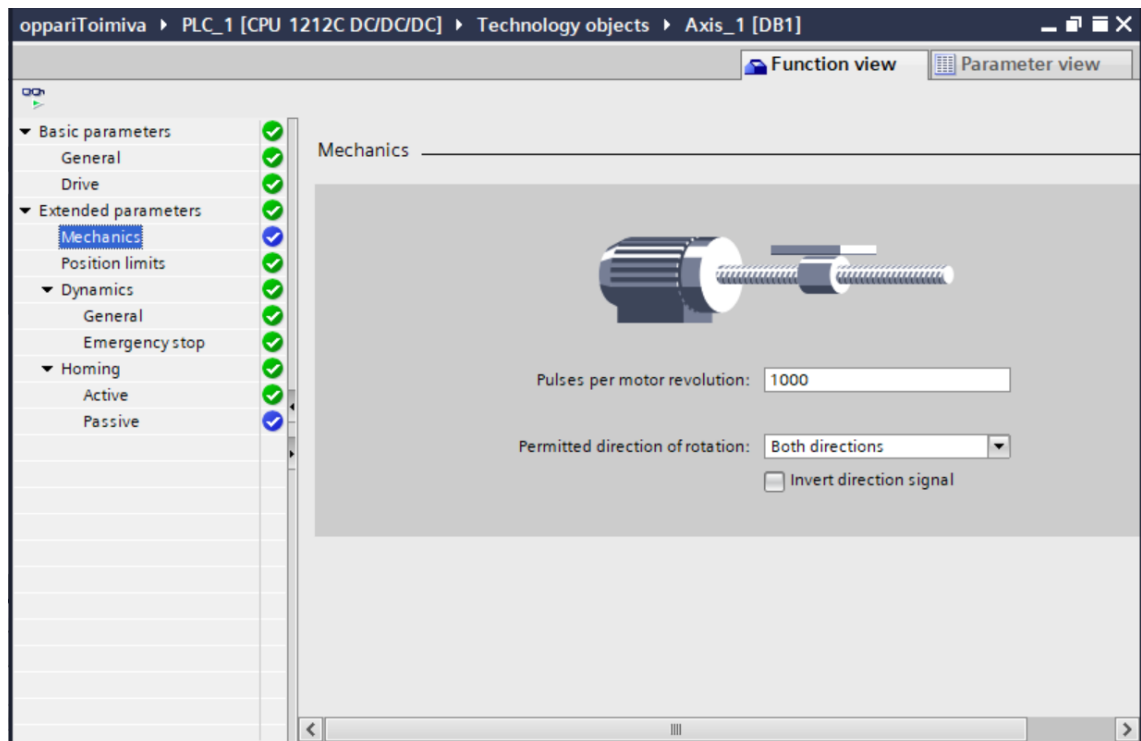 oppariToimiva ▸ PLC_1 [CPU 1212C DC/DC/DC] ▸ Technology objects ▸ Axis_1 [DB1]
Function view
Parameter view
Basic parameters
General
Drive
Extended parameters
Mechanics
Position limits
Dynamics
General
Emergency stop
Homing
Active
Passive
Mechanics
Pulses per motor revolution: 1000
Permitted direction of rotation: Both directions
Invert direction signal